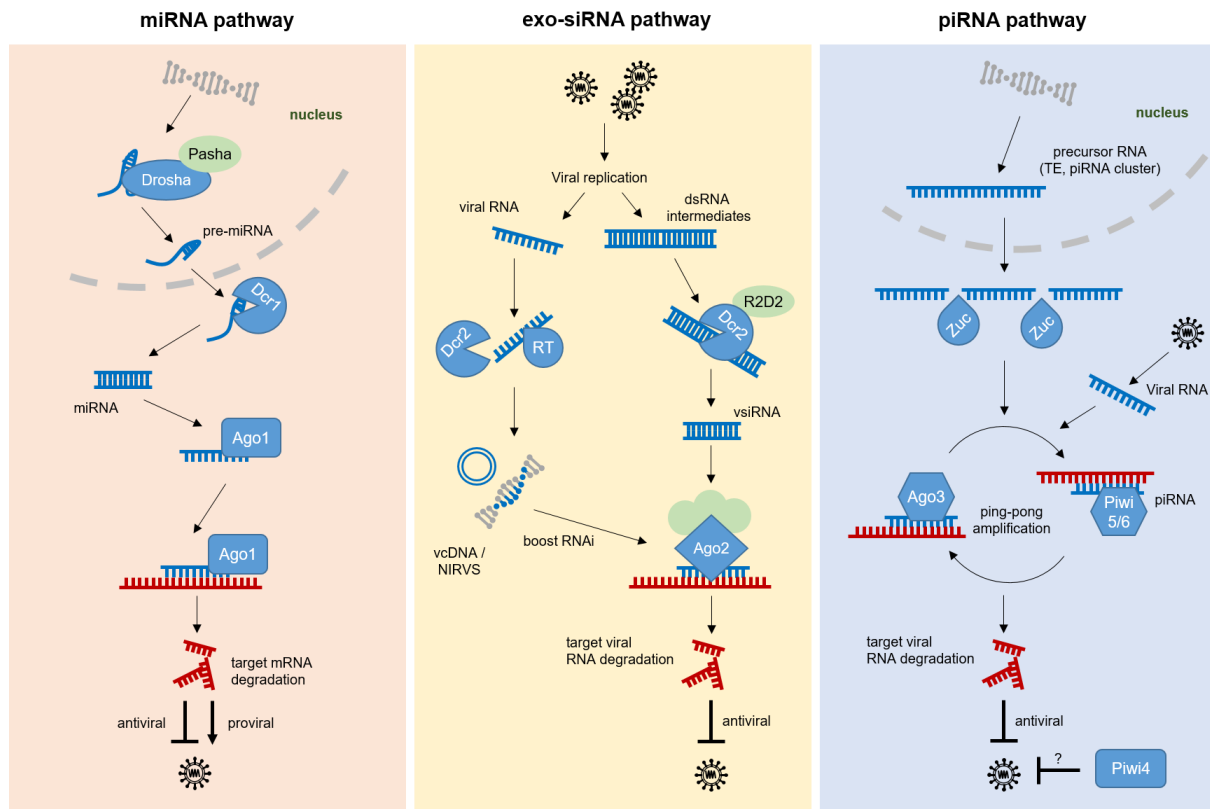 miRNA pathway
nucleus
Pasha
Drosha
pre-miRNA
Dcr1
miRNA
Ago1
Ago1
target mRNA
degradation
antiviral
proviral
exo-siRNA pathway
Viral replication
viral RNA
dsRNA
intermediates
R2D2
Dcr2
Dcr2
RT
vsiRNA
vcDNA /
NIRVS
boost RNAi
Ago2
target viral
RNA degradation
antiviral
piRNA pathway
nucleus
precursor RNA
(TE, piRNA cluster)
Zuc
Zuc
Viral RNA
Ago3
ping-pong
amplification
Piwi
5/6
piRNA
target viral
RNA degradation
antiviral
?
Piwi4